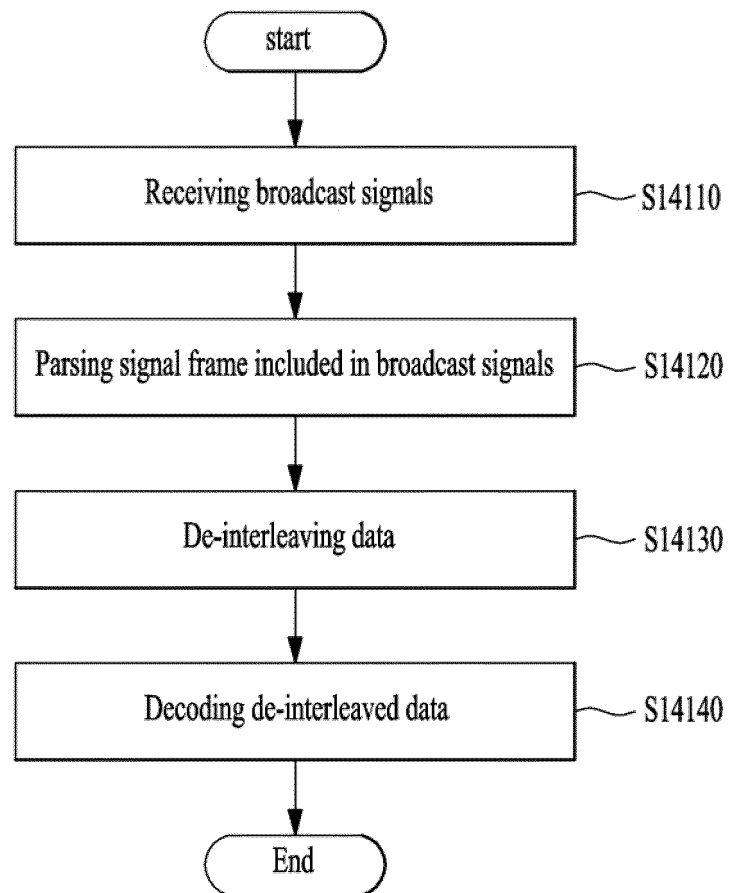 start
Receiving broadcast signals
S14110
Parsing signal frame included in broadcast signals
S14120
De-interleaving data
S14130
Decoding de-interleaved data
S14140
End